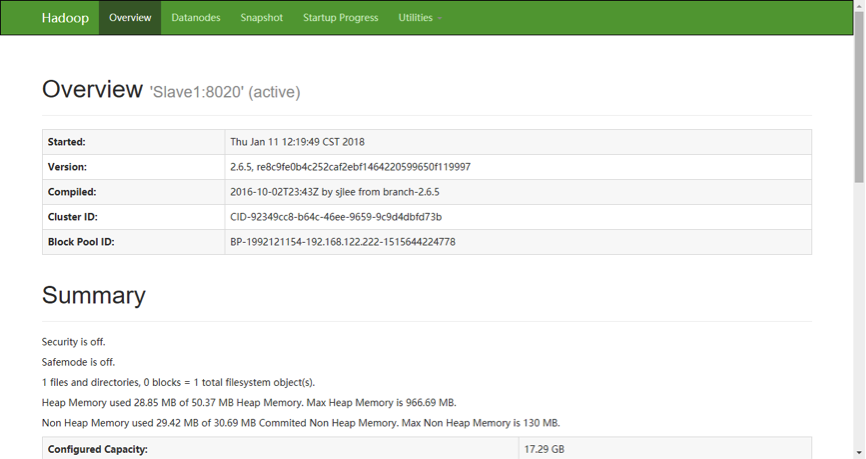 Hadoop Overview Datanodes Snapshot Startup Progress Utilities
Overview 'Slave1:8020' (active)
Started: Thu Jan 11 12:19:49 CST 2018
Version: 2.6.5, re8c9fe0b4c252caf2ebf1464220599650f119997
Compiled: 2016-10-02T23:43Z by sjlee from branch-2.6.5
Cluster ID: CID-92349cc8-b64c-46ee-9659-9c9d4dbfd73b
Block Pool ID: BP-1992121154-192.168.122.222-1515644224778
Summary
Security is off.
Safemode is off.
1 files and directories, 0 blocks = 1 total filesystem object(s).
Heap Memory used 28.85 MB of 50.37 MB Heap Memory. Max Heap Memory is 966.69 MB.
Non Heap Memory used 29.42 MB of 30.69 MB Commited Non Heap Memory. Max Non Heap Memory is 130 MB.
Configured Capacity: 17.29 GB